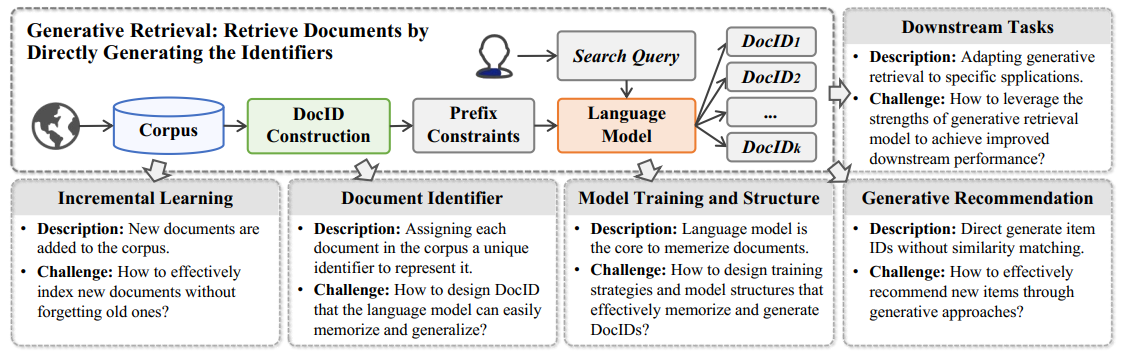 Generative Retrieval: Retrieve Documents by
Directly Generating the Identifiers
Search Query
DocID1
DocID2
...
DocIDk
Corpus
DocID
Construction
Prefix
Constraints
Language
Model
Downstream Tasks
• Description: Adapting generative
retrieval to specific spplications.
• Challenge: How to leverage the
strengths of generative retrieval
model to achieve improved
downstream performance?
Incremental Learning
• Description: New documents are
added to the corpus.
• Challenge: How to effectively
index new documents without
forgetting old ones?
Document Identifier
• Description: Assigning each
document in the corpus a unique
identifier to represent it.
• Challenge: How to design DocID
that the language model can easily
memorize and generalize?
Model Training and Structure
• Description: Language model is
the core to memerize documents.
• Challenge: How to design training
strategies and model structures that
effectively memorize and generate
DocIDs?
Generative Recommendation
• Description: Direct generate item
IDs without similarity matching.
• Challenge: How to effectively
recommend new items through
generative approaches?